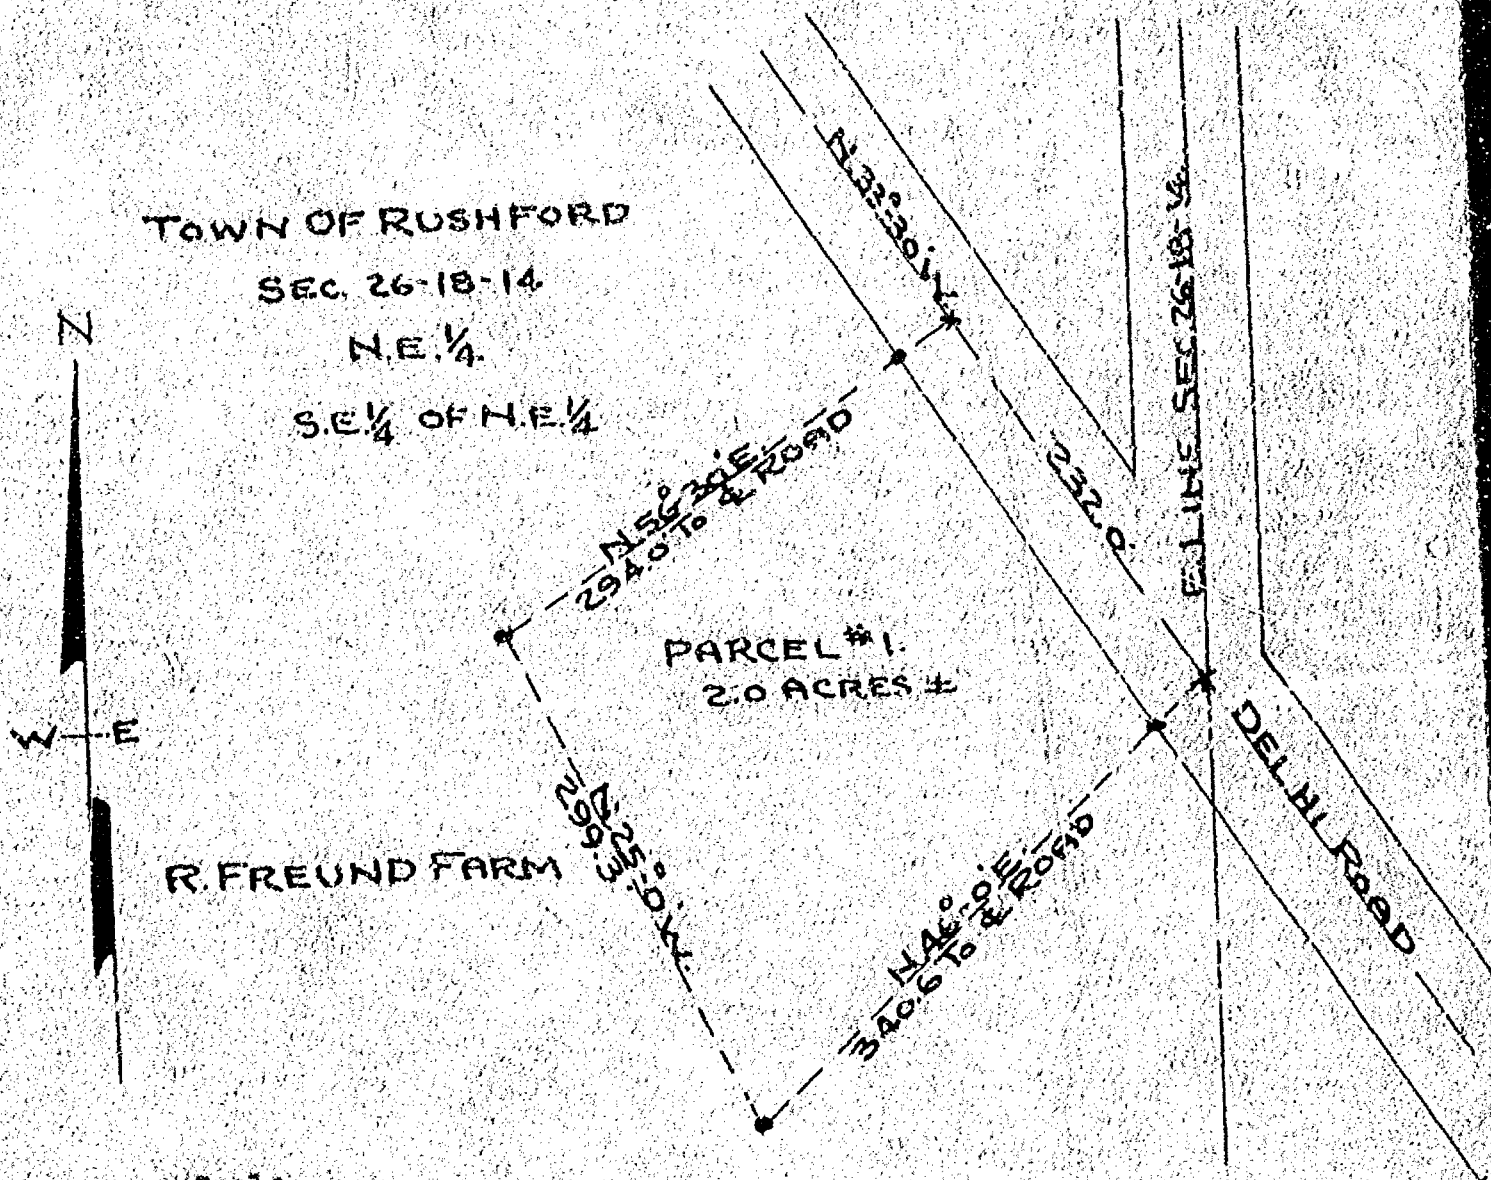 TOWN OF RUSHFORD
SEC. 26-18-14
N.E.¼.
S.E.¼ OF N.E.¼
N
W E
N.33°-30'W.
232.0'
E. LINE SEC. 26-18-14.
N.56°30'E.
294.0' TO ℄ ROAD
PARCEL #1.
2.0 ACRES ±
DELHI ROAD
R. FREUND FARM
N.25°-0'W.
299.3'
N.46°-0'E.
340.6 TO ℄ ROAD